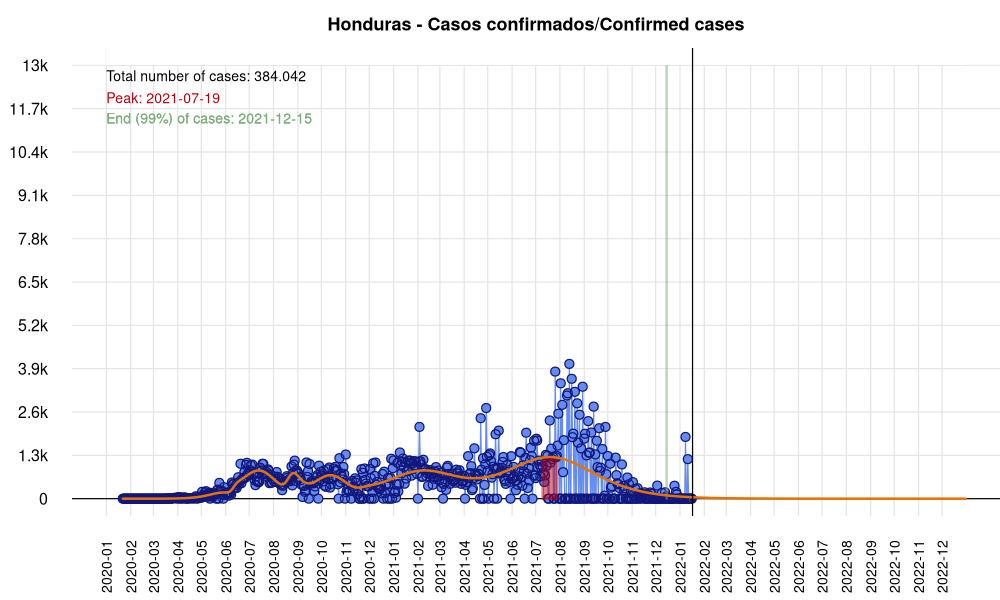 Honduras - Casos confirmados/Confirmed cases
Total number of cases: 384.042
Peak: 2021-07-19
End (99%) of cases: 2021-12-15
13k
11.7k
10.4k
9.1k
7.8k
6.5k
5.2k
3.9k
2.6k
1.3k
0
2020-01
2020-02
2020-03
2020-04
2020-05
2020-06
2020-07
2020-08
2020-09
2020-10
2020-11
2020-12
2021-01
2021-02
2021-03
2021-04
2021-05
2021-06
2021-07
2021-08
2021-09
2021-10
2021-11
2021-12
2022-01
2022-02
2022-03
2022-04
2022-05
2022-06
2022-07
2022-08
2022-09
2022-10
2022-11
2022-12